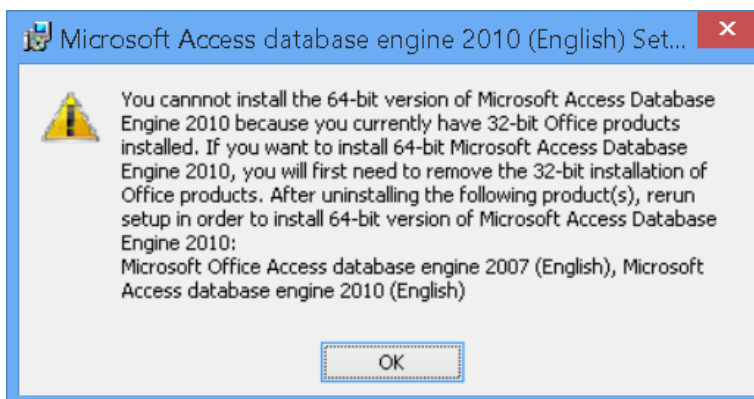 Microsoft Access database engine 2010 (English) Set...
You cannnot install the 64-bit version of Microsoft Access Database
Engine 2010 because you currently have 32-bit Office products
installed. If you want to install 64-bit Microsoft Access Database
Engine 2010, you will first need to remove the 32-bit installation of
Office products. After uninstalling the following product(s), rerun
setup in order to install 64-bit version of Microsoft Access Database
Engine 2010:
Microsoft Office Access database engine 2007 (English), Microsoft
Access database engine 2010 (English)
OK